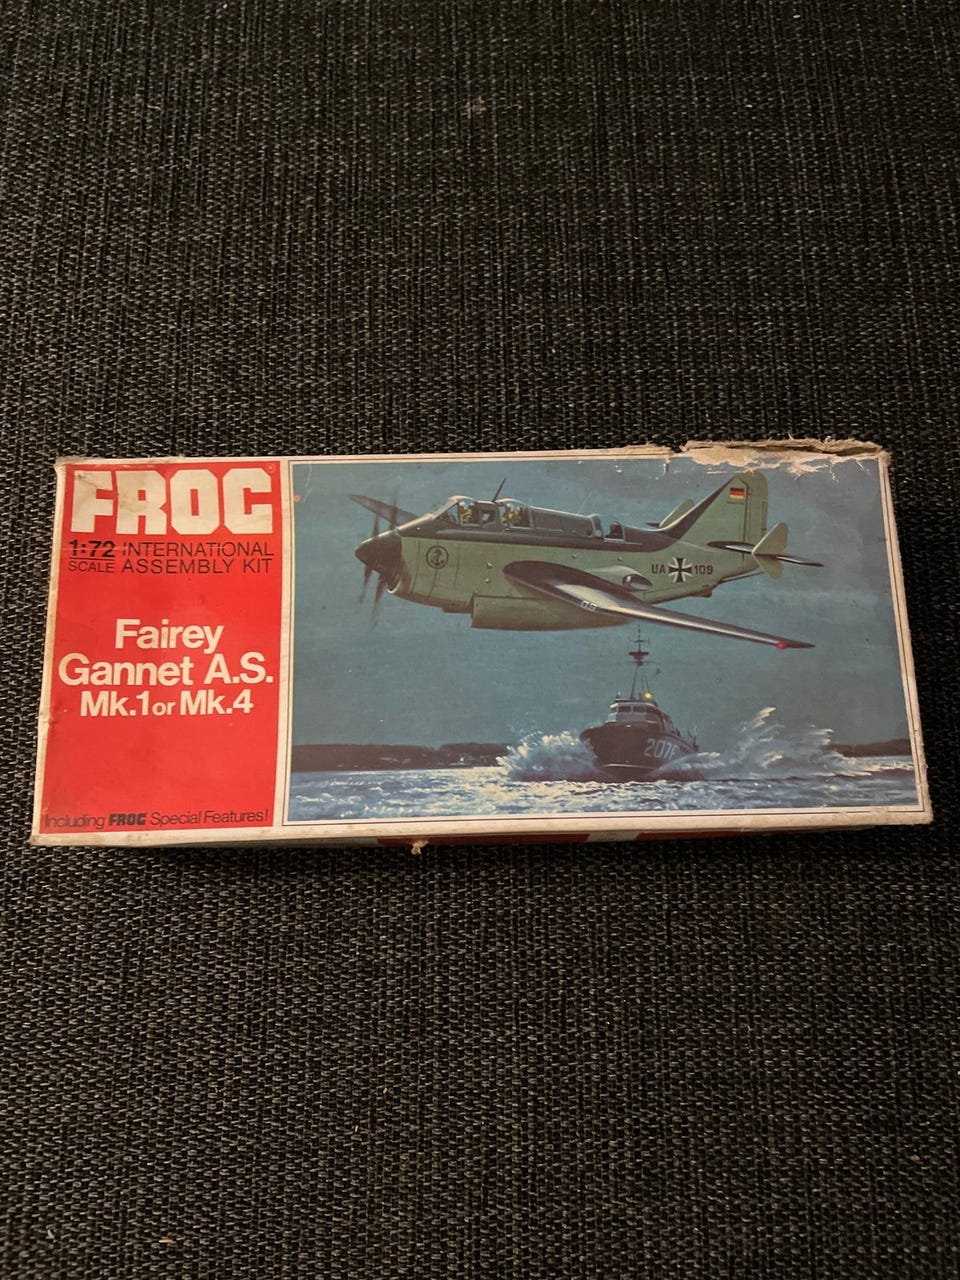 FROG
1:72 INTERNATIONAL
SCALE ASSEMBLY KIT
Fairey
Gannet A.S.
Mk.1 or Mk.4
Including FROG Special Features!
UA 109